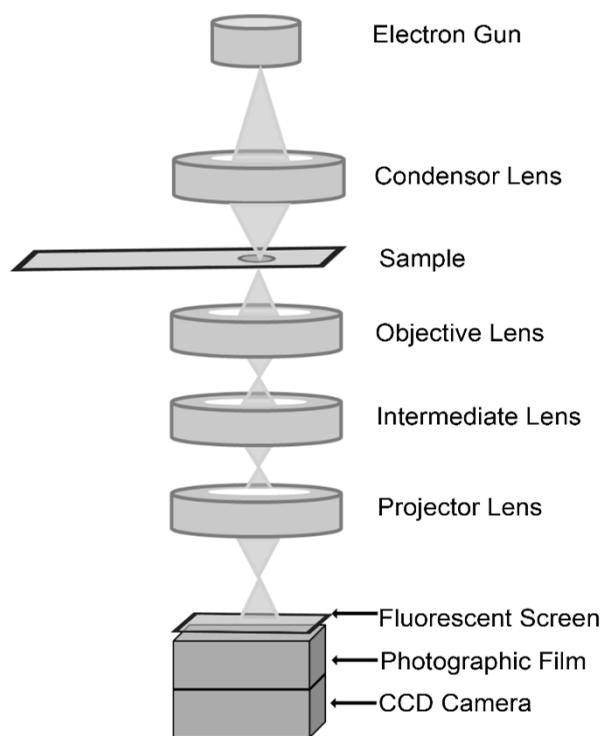 Electron Gun
Condensor Lens
Sample
Objective Lens
Intermediate Lens
Projector Lens
Fluorescent Screen
Photographic Film
CCD Camera